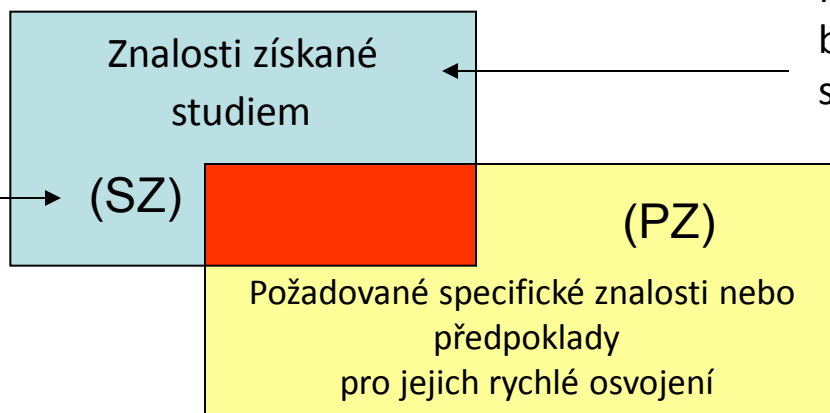 Znalosti získané
studiem
(SZ)
(PZ)
Požadované specifické znalosti nebo
předpoklady
pro jejich rychlé osvojení